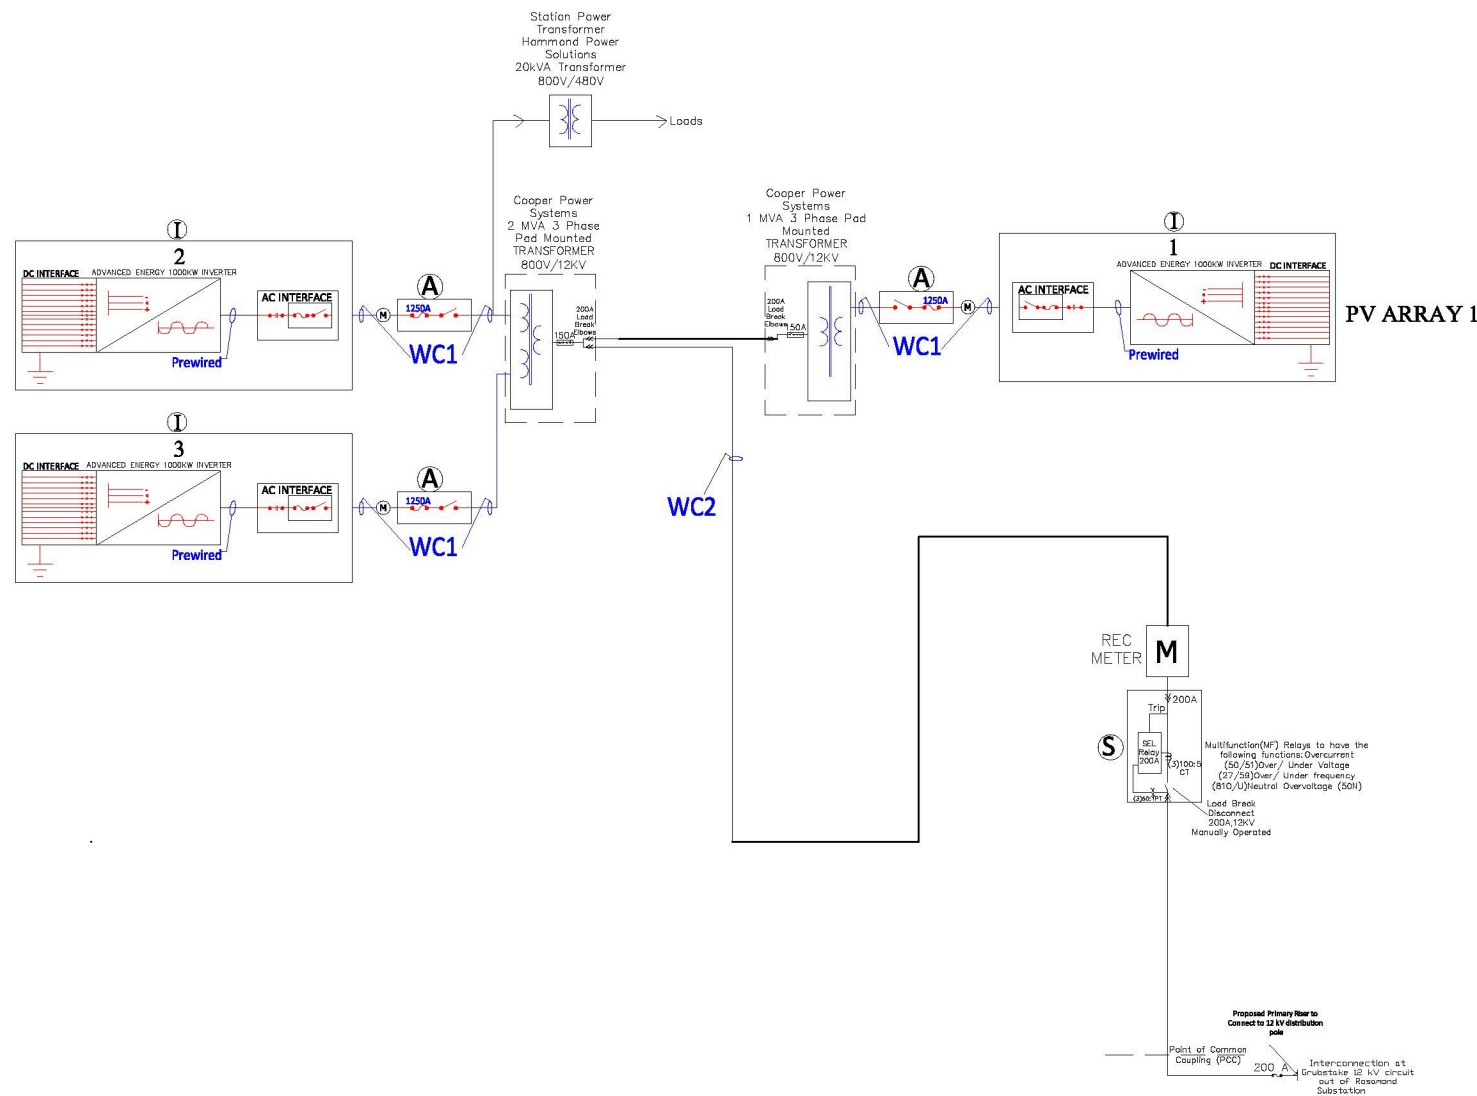 Station Power
Transformer
Hammond Power
Solutions
20kVA Transformer
800V/480V
Loads
Cooper Power
Systems
2 MVA 3 Phase
Pad Mounted
TRANSFORMER
800V/12KV
Cooper Power
Systems
1 MVA 3 Phase Pad
Mounted
TRANSFORMER
800V/12KV
I
2
DC INTERFACE
ADVANCED ENERGY 1000KW INVERTER
AC INTERFACE
Prewired
M
A
1250A
WC1
150A
200A
Load
Break
Elbows
200A
Load
Break
Elbows
150A
A
1250A
M
WC1
I
1
ADVANCED ENERGY 1000KW INVERTER
DC INTERFACE
AC INTERFACE
Prewired
PV ARRAY 1
I
3
DC INTERFACE
ADVANCED ENERGY 1000KW INVERTER
AC INTERFACE
Prewired
M
A
1250A
WC1
WC2
REC
METER
M
200A
Trip
S
SEL
Relay
200A
(3)100:5
CT
(3)60:1PT
Multifunction(MF) Relays to have the
following functions:Overcurrent
(50/51)Over/ Under Voltage
(27/59)Over/ Under frequency
(81O/U)Neutral Overvoltage (50N)
Load Break
Disconnect
200A,12KV
Manually Operated
Proposed Primary Riser to
Connect to 12 kV distribution
pole
Point of Common
Coupling (PCC)
200 A
Interconnection at
Grubstake 12 kV circuit
out of Rosamond
Substation